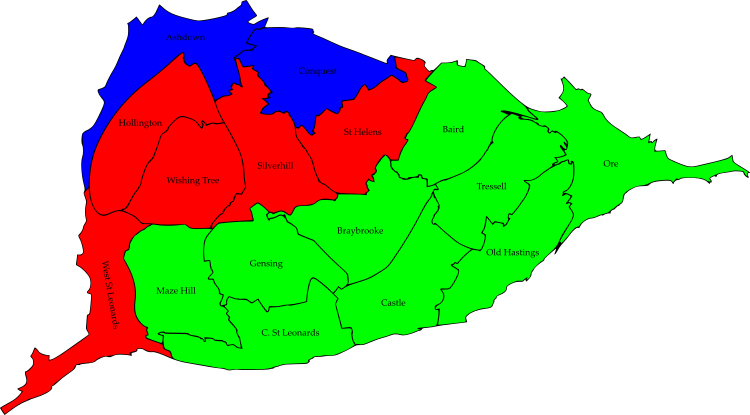 Ashdown
Conquest
Hollington
St Helens
Baird
Silverhill
Ore
Wishing Tree
Tressell
Braybrooke
Old Hastings
Gensing
West St Leonards
Maze Hill
Castle
C. St Leonards